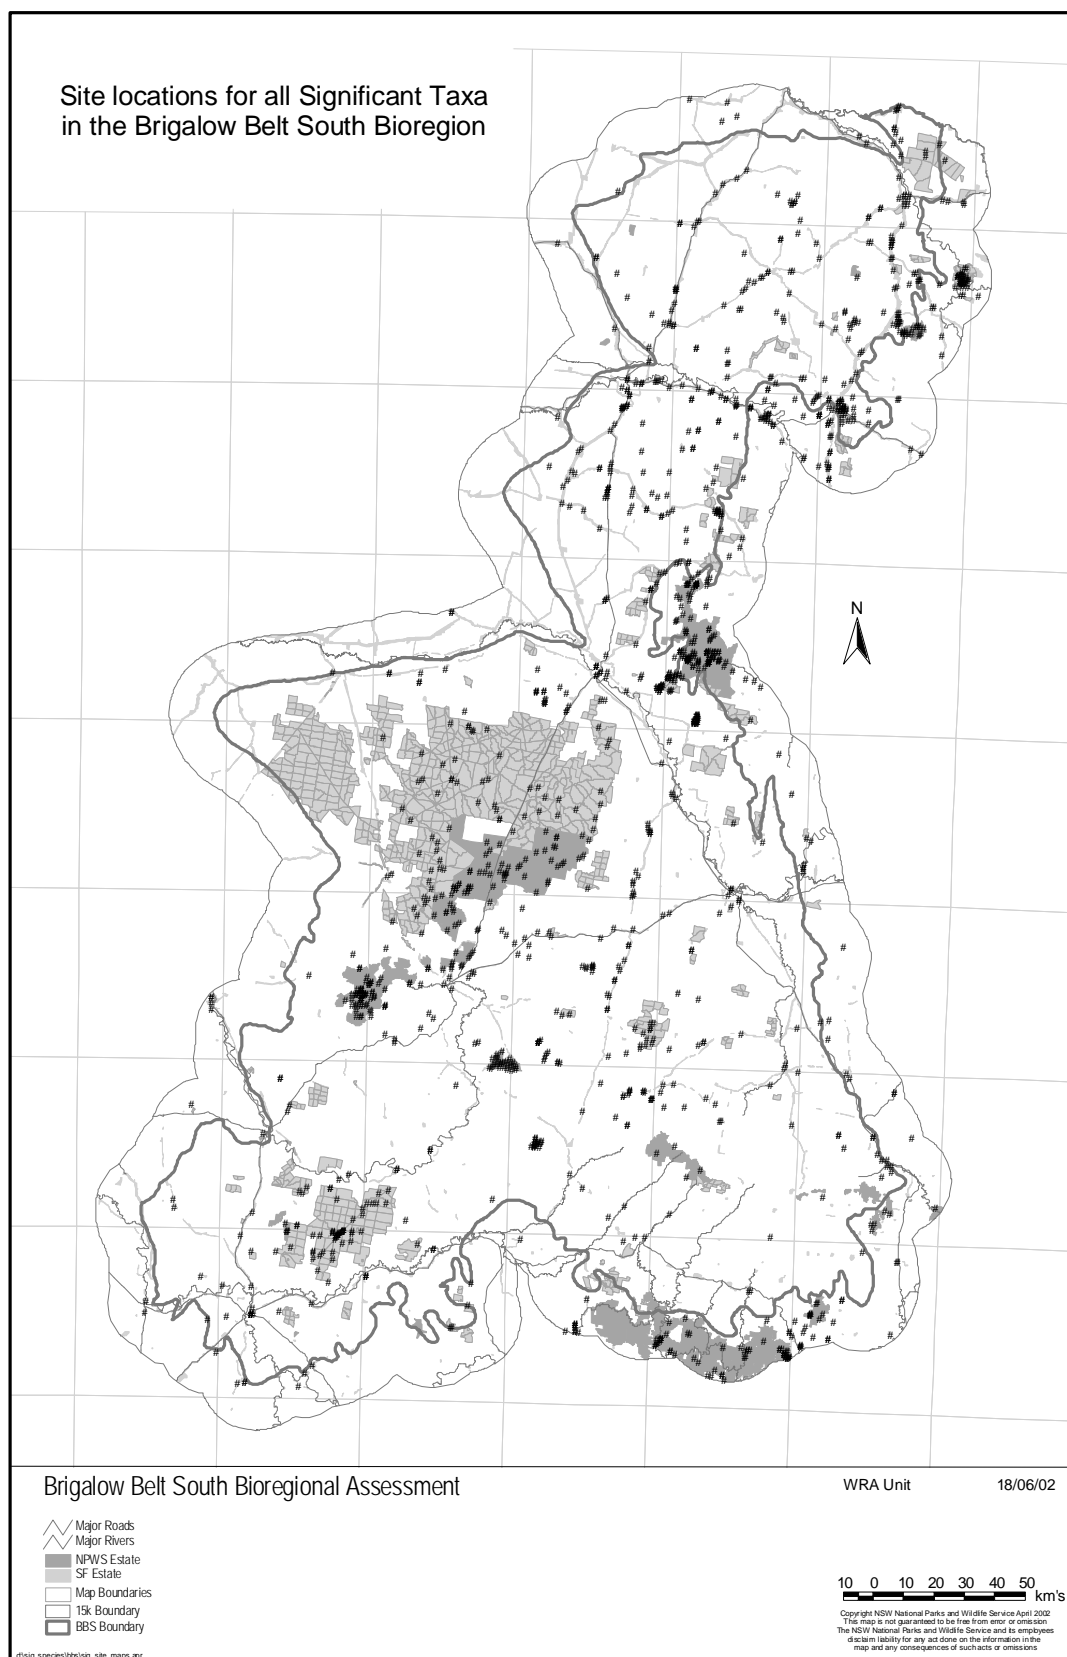 Site locations for all Significant Taxa
in the Brigalow Belt South Bioregion
N
Brigalow Belt South Bioregional Assessment
WRA Unit 18/06/02
Major Roads
Major Rivers
NPWS Estate
SF Estate
Map Boundaries
15k Boundary
BBS Boundary
10 0 10 20 30 40 50 km's
Copyright NSW National Parks and Wildlife Service April 2002
This map is not guaranteed to be free from error or omission
The NSW National Parks and Wildlife Service and its employees
disclaim liability for any act done on the information in the
map and any consequences of such acts or omissions
d:\sig_species\bbs\sig_site_maps.apr